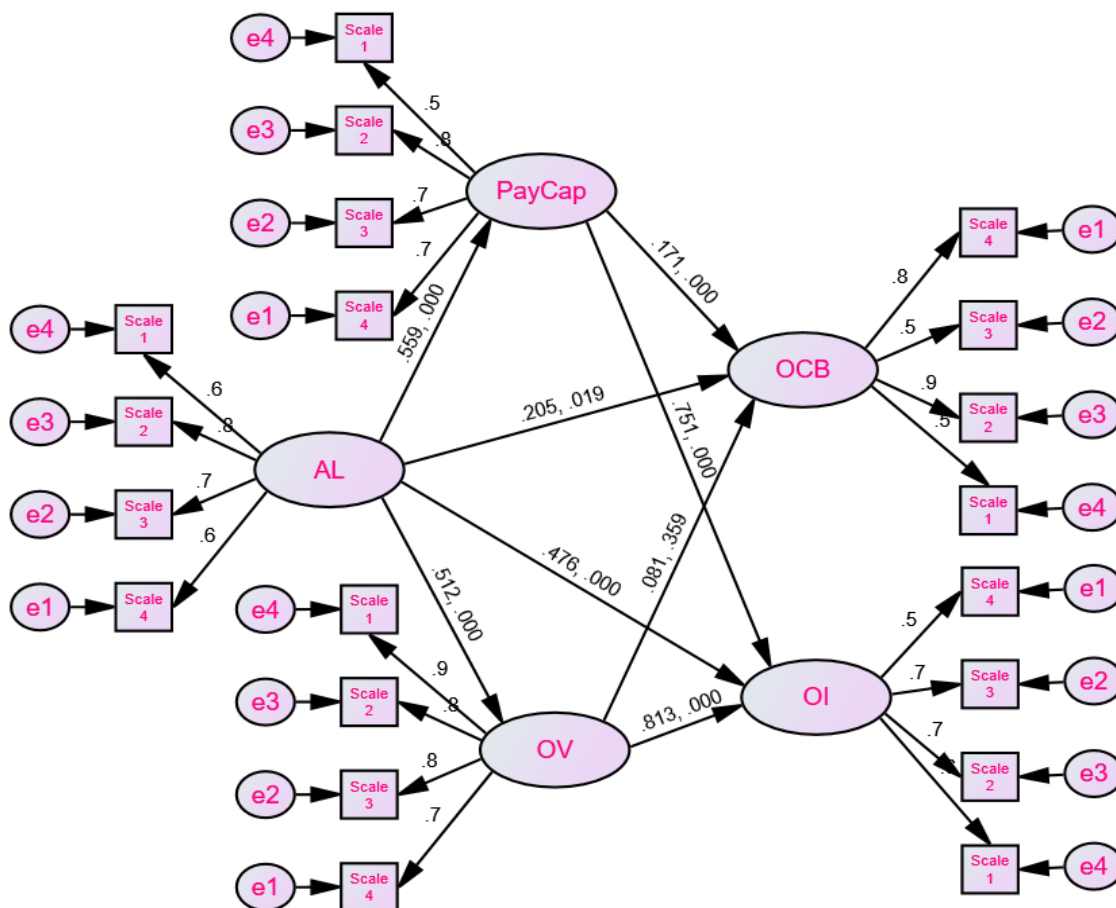 e4
Scale
1
.5
e3
Scale
2
.8
e2
Scale
3
.7
e1
Scale
4
.7
PayCap
.559, .000
.171, .000
.751, .000
e4
Scale
1
.6
e3
Scale
2
.8
e2
Scale
3
.7
e1
Scale
4
.6
AL
.205, .019
.476, .000
.512, .000
e4
Scale
1
.9
e3
Scale
2
.8
e2
Scale
3
.8
e1
Scale
4
.7
OV
.081, .359
.813, .000
OCB
.8
Scale
4
e1
.5
Scale
3
e2
.9
Scale
2
e3
.5
Scale
1
e4
OI
.5
Scale
4
e1
.7
Scale
3
e2
.7
Scale
2
e3
Scale
1
e4